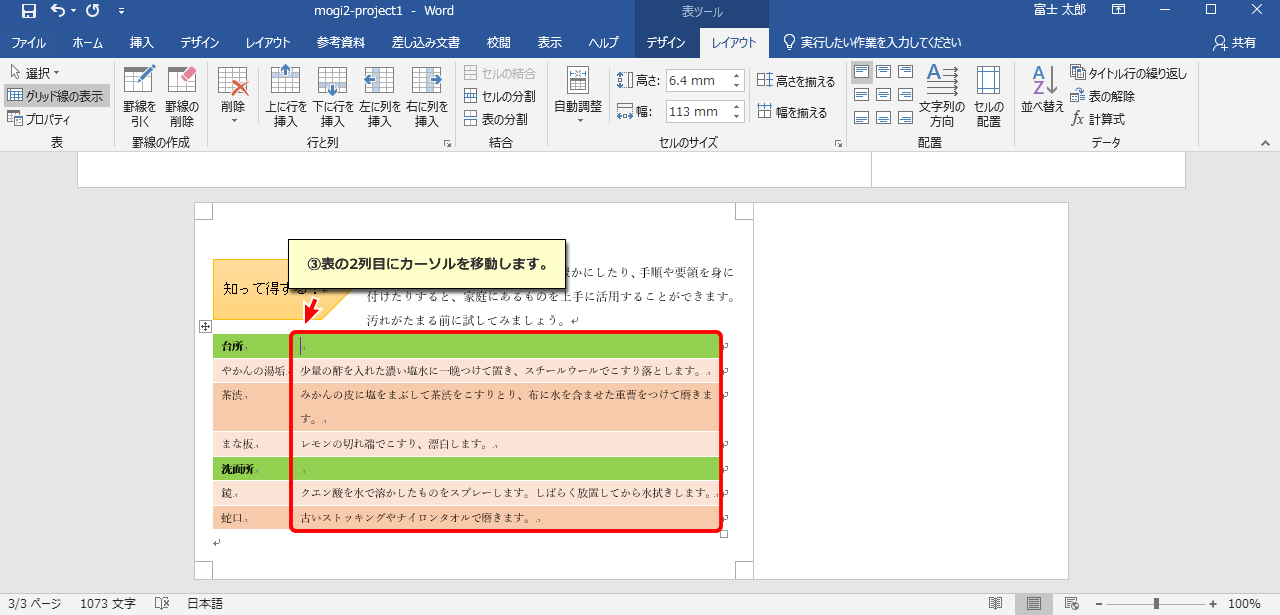 mogi2-project1 - Word
表ツール
富士 太郎
ファイル ホーム 挿入 デザイン レイアウト 参考資料 差し込み文書 校閲 表示 ヘルプ デザイン レイアウト 実行したい作業を入力してください 共有
選択
グリッド線の表示
プロパティ
表
罫線を引く
罫線の削除
罫線の作成
削除
上に行を挿入
下に行を挿入
左に列を挿入
右に列を挿入
行と列
セルの結合
セルの分割
表の分割
結合
自動調整
高さ: 6.4 mm
幅: 113 mm
高さを揃える
幅を揃える
セルのサイズ
文字列の方向
セルの配置
配置
並べ替え
タイトル行の繰り返し
表の解除
計算式
データ
③表の2列目にカーソルを移動します。
知って得する!
かにしたり、手順や要領を身に
付けたりすると、家庭にあるものを上手に活用することができます。
汚れがたまる前に試してみましょう。
台所
やかんの湯垢 少量の酢を入れた濃い塩水に一晩つけて置き、スチールウールでこすり落とします。
茶渋 みかんの皮に塩をまぶして茶渋をこすりとり、布に水を含ませた重曹をつけて磨きま
す。
まな板 レモンの切れ端でこすり、漂白します。
洗面所
鏡 クエン酸を水で溶かしたものをスプレーします。しばらく放置してから水拭きします。
蛇口 古いストッキングやナイロンタオルで磨きます。
3/3 ページ 1073 文字 日本語 100%